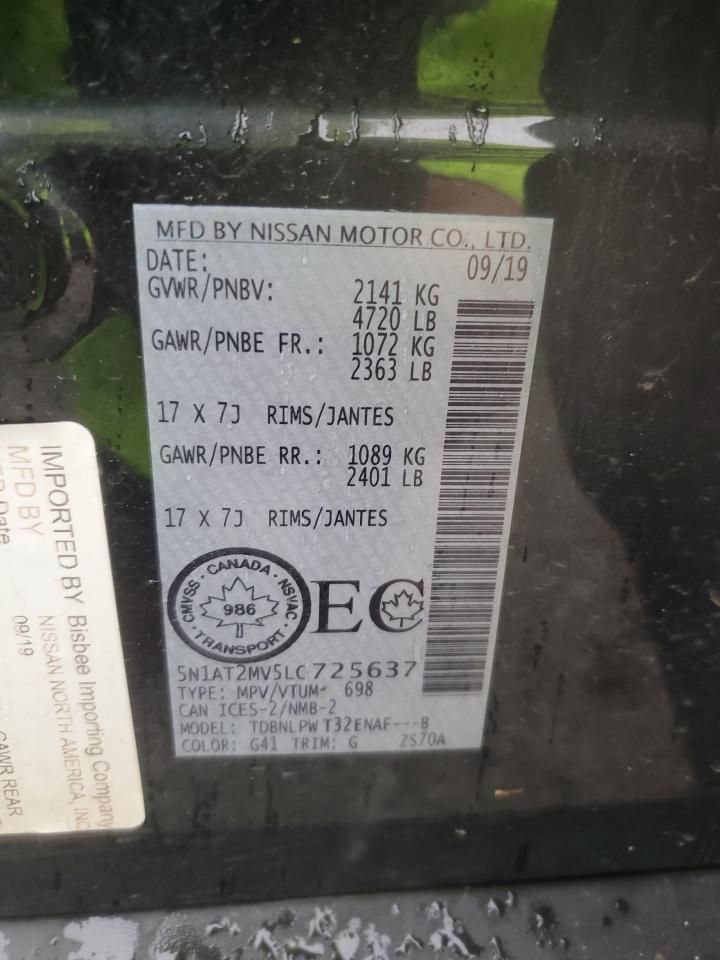 MFD BY NISSAN MOTOR CO., LTD.
DATE: 09/19
GVWR/PNBV: 2141 KG
4720 LB
GAWR/PNBE FR.: 1072 KG
2363 LB
17 X 7J RIMS/JANTES
GAWR/PNBE RR.: 1089 KG
2401 LB
17 X 7J RIMS/JANTES
CMVSS · CANADA · NSVAC
986
TRANSPORT
EC
5N1AT2MV5LC725637
TYPE: MPV/VTUM- 698
CAN ICES-2/NMB-2
MODEL: TDBNLPW T32ENAF---B
COLOR: G41 TRIM: G ZS70A
IMPORTED BY Bisbee Importing Company
MFD BY NISSAN NORTH AMERICA, INC
Date 09/19
GAWR REAR